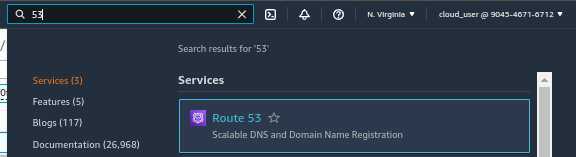 53
N. Virginia
cloud_user @ 9045-4671-6712
Search results for '53'
Services (3)
Features (5)
Blogs (117)
Documentation (26,968)
Services
Route 53
Scalable DNS and Domain Name Registration